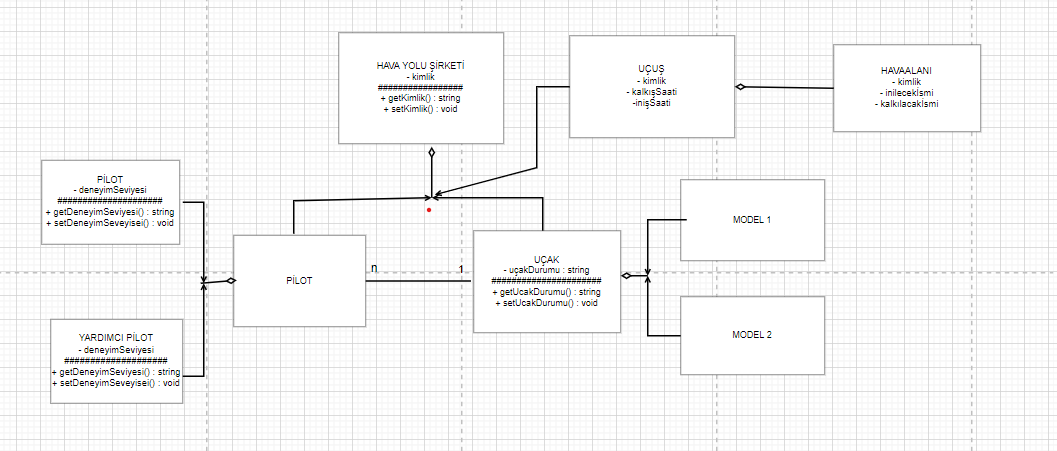 HAVA YOLU ŞİRKETİ
- kimlik
#################
+ getKimlik() : string
+ setKimlik() : void
UÇUŞ
- kimlik
- kalkışSaati
-inişSaati
HAVAALANI
- kimlik
- inilecekİsmi
- kalkılacakİsmi
PİLOT
- deneyimSeviyesi
#####################
+ getDeneyimSeviyesi() : string
+ setDeneyimSeveyisei() : void
PİLOT
n
1
UÇAK
- uçakDurumu : string
######################
+ getUcakDurumu() : string
+ setUcakDurumu() : void
MODEL 1
MODEL 2
YARDIMCI PİLOT
- deneyimSeviyesi
#####################
+ getDeneyimSeviyesi() : string
+ setDeneyimSeveyisei() : void